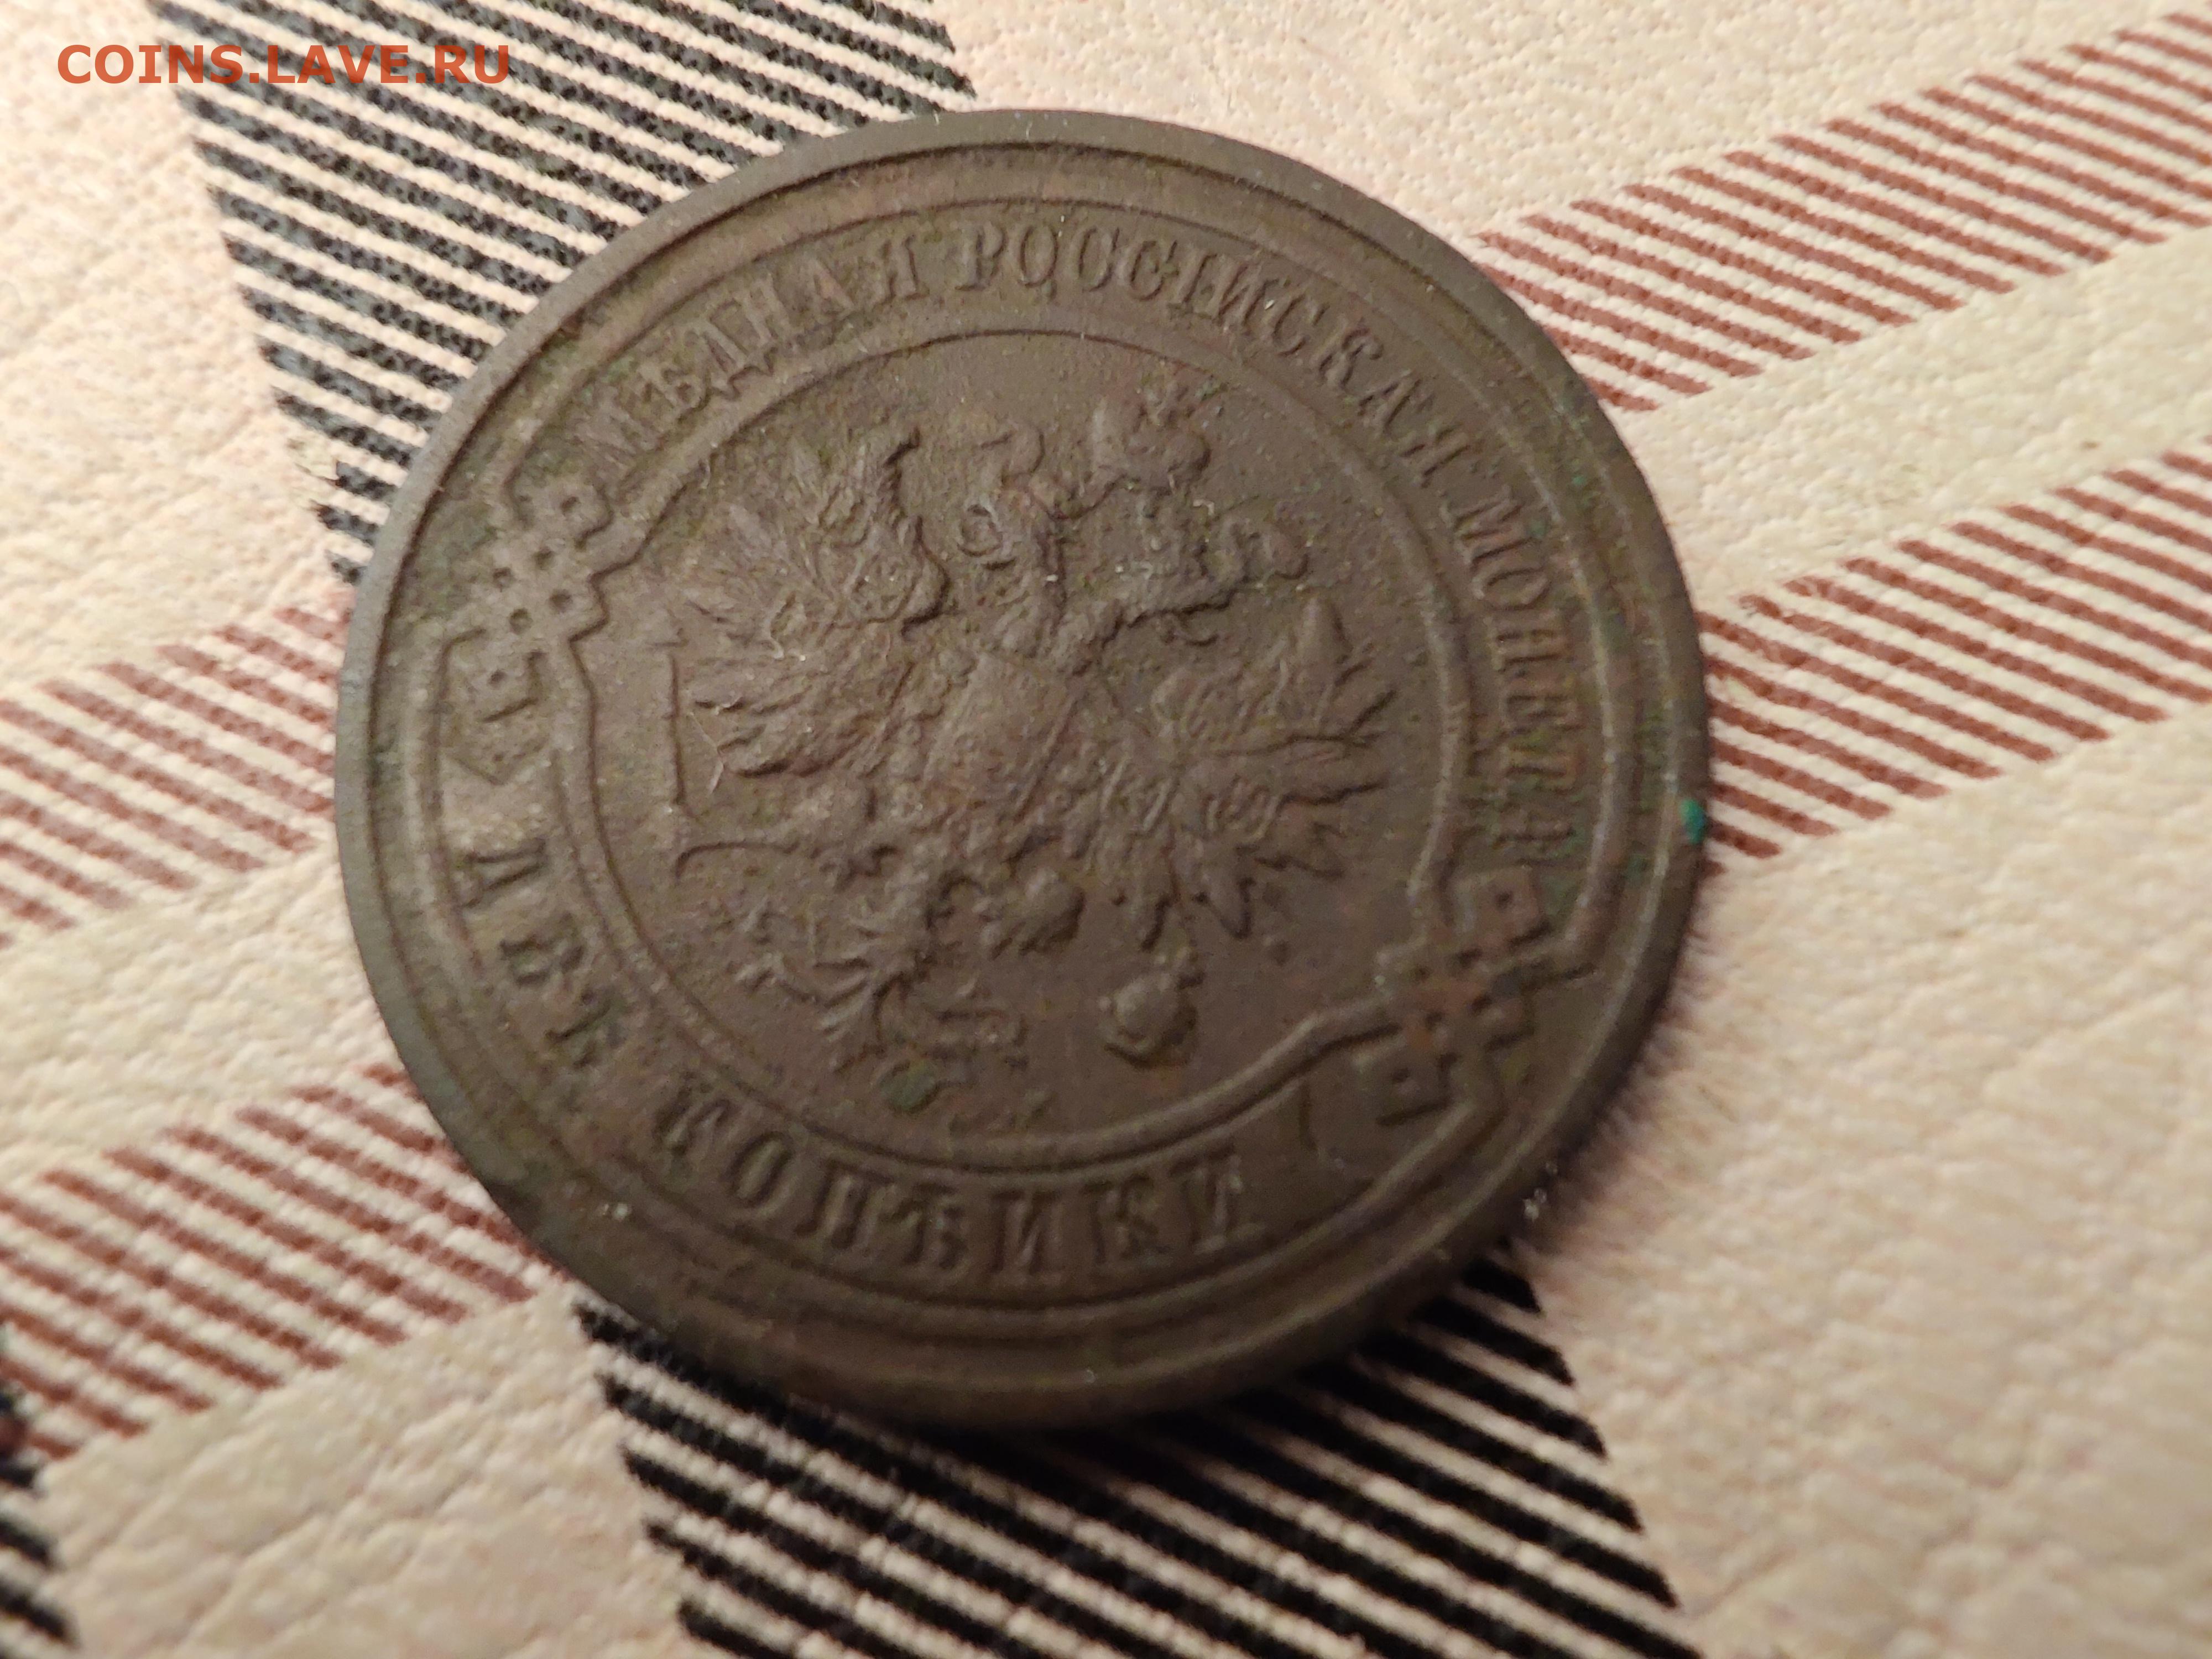 COINS.LAVE.RU
МѢДНАЯ РОССІЙСКАЯ МОНЕТА
ДВѢ КОПѢЙКИ